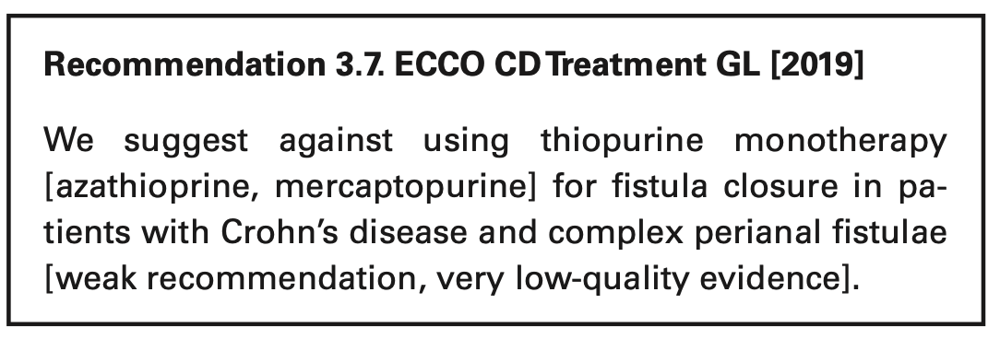 Recommendation 3.7. ECCO CD Treatment GL [2019]
We suggest against using thiopurine monotherapy
[azathioprine, mercaptopurine] for fistula closure in pa-
tients with Crohn’s disease and complex perianal fistulae
[weak recommendation, very low-quality evidence].